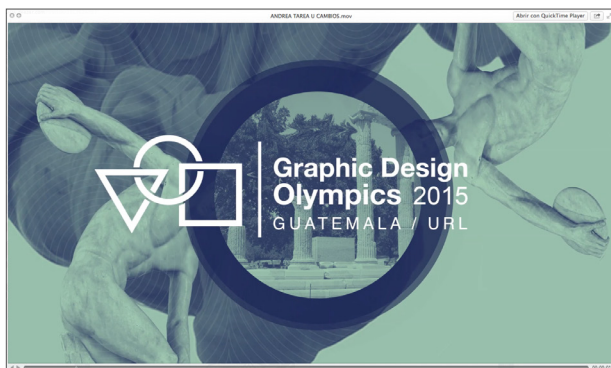 ANDREA TAREA U CAMBIOS.mov
Abrir con QuickTime Player
Graphic Design
Olympics 2015
GUATEMALA / URL